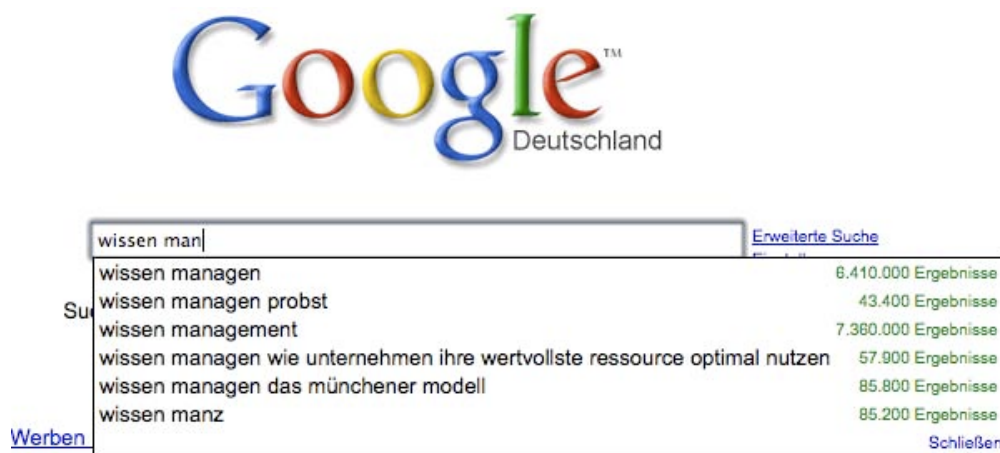 Google™
Deutschland
wissen man
Erweiterte Suche
wissen managen 6.410.000 Ergebnisse
wissen managen probst 43.400 Ergebnisse
Su
wissen management 7.360.000 Ergebnisse
wissen managen wie unternehmen ihre wertvollste ressource optimal nutzen 57.900 Ergebnisse
wissen managen das münchener modell 85.800 Ergebnisse
wissen manz 85.200 Ergebnisse
Werben
Schließen